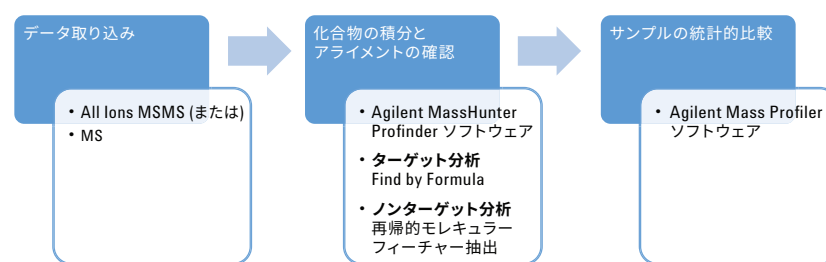 データ取り込み
• All Ions MSMS (または)
• MS
化合物の積分と
アライメントの確認
• Agilent MassHunter
Profinder ソフトウェア
• ターゲット分析
Find by Formula
• ノンターゲット分析
再帰的モレキュラー
フィーチャー抽出
サンプルの統計的比較
• Agilent Mass Profiler
ソフトウェア